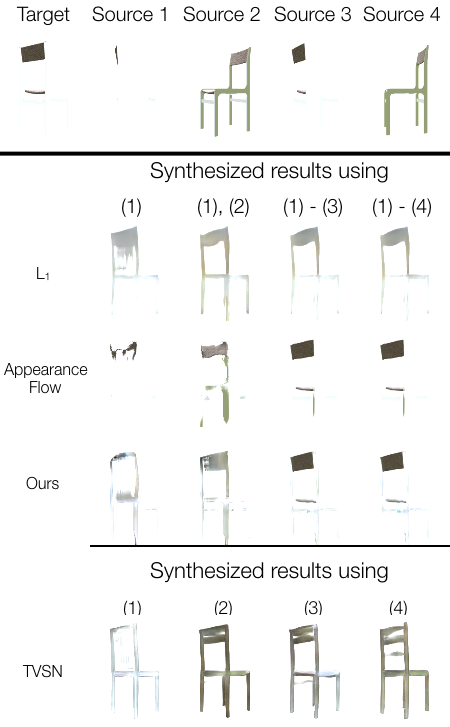 Target Source 1 Source 2 Source 3 Source 4
Synthesized results using
(1) (1), (2) (1) - (3) (1) - (4)
L₁
Appearance
Flow
Ours
Synthesized results using
(1) (2) (3) (4)
TVSN